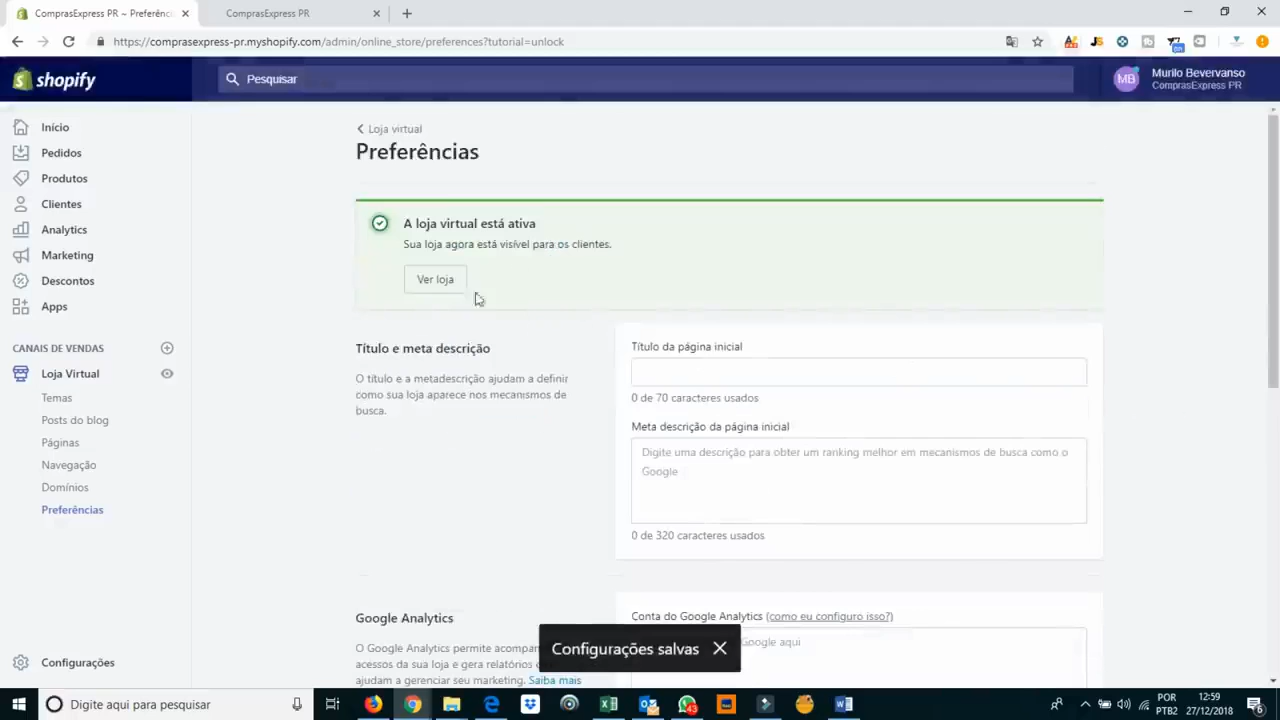 ComprasExpress PR ~ Preferênci
ComprasExpress PR
https://comprasexpress-pr.myshopify.com/admin/online_store/preferences?tutorial=unlock
shopify
Pesquisar
MB
Murilo Bevervanso
ComprasExpress PR
Início
Pedidos
Produtos
Clientes
Analytics
Marketing
Descontos
Apps
CANAIS DE VENDAS
Loja Virtual
Temas
Posts do blog
Páginas
Navegação
Domínios
Preferências
Configurações
Loja virtual
Preferências
A loja virtual está ativa
Sua loja agora está visível para os clientes.
Ver loja
Título e meta descrição
O título e a metadescrição ajudam a definir
como sua loja aparece nos mecanismos de
busca.
Título da página inicial
0 de 70 caracteres usados
Meta descrição da página inicial
Digite uma descrição para obter um ranking melhor em mecanismos de busca como o
Google
0 de 320 caracteres usados
Google Analytics
O Google Analytics permite acompan
acessos da sua loja e gera relatórios
ajudam a gerenciar seu marketing. Saiba mais
Conta do Google Analytics (como eu configuro isso?)
Google aqui
Configurações salvas
Digite aqui para pesquisar
43
POR
PTB2
12:59
27/12/2018
6